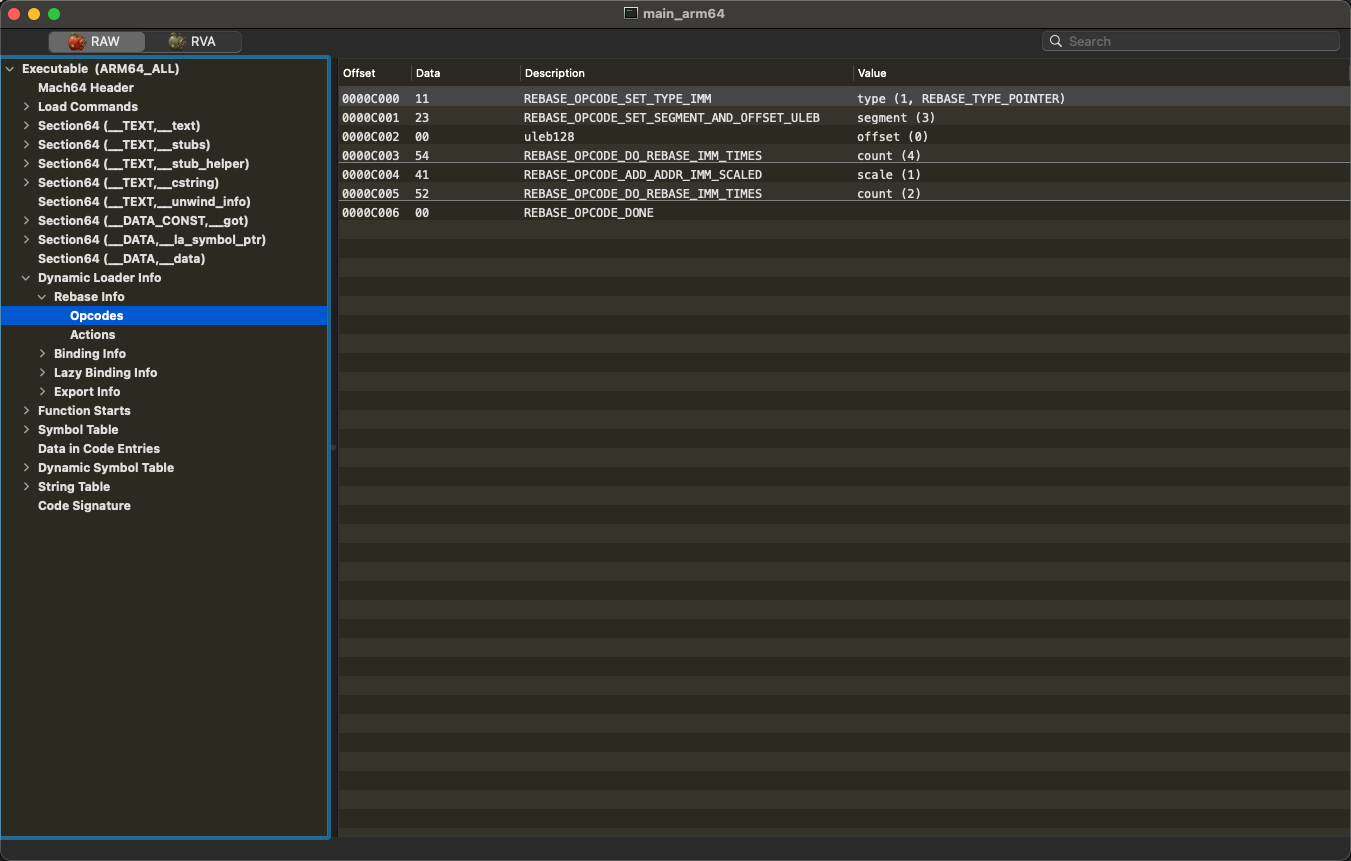 main_arm64
RAW RVA Search
Executable (ARM64_ALL)
Mach64 Header
Load Commands
Section64 (__TEXT,__text)
Section64 (__TEXT,__stubs)
Section64 (__TEXT,__stub_helper)
Section64 (__TEXT,__cstring)
Section64 (__TEXT,__unwind_info)
Section64 (__DATA_CONST,__got)
Section64 (__DATA,__la_symbol_ptr)
Section64 (__DATA,__data)
Dynamic Loader Info
Rebase Info
Opcodes
Actions
Binding Info
Lazy Binding Info
Export Info
Function Starts
Symbol Table
Data in Code Entries
Dynamic Symbol Table
String Table
Code Signature
Offset Data Description Value
0000C000 11 REBASE_OPCODE_SET_TYPE_IMM type (1, REBASE_TYPE_POINTER)
0000C001 23 REBASE_OPCODE_SET_SEGMENT_AND_OFFSET_ULEB segment (3)
0000C002 00 uleb128 offset (0)
0000C003 54 REBASE_OPCODE_DO_REBASE_IMM_TIMES count (4)
0000C004 41 REBASE_OPCODE_ADD_ADDR_IMM_SCALED scale (1)
0000C005 52 REBASE_OPCODE_DO_REBASE_IMM_TIMES count (2)
0000C006 00 REBASE_OPCODE_DONE